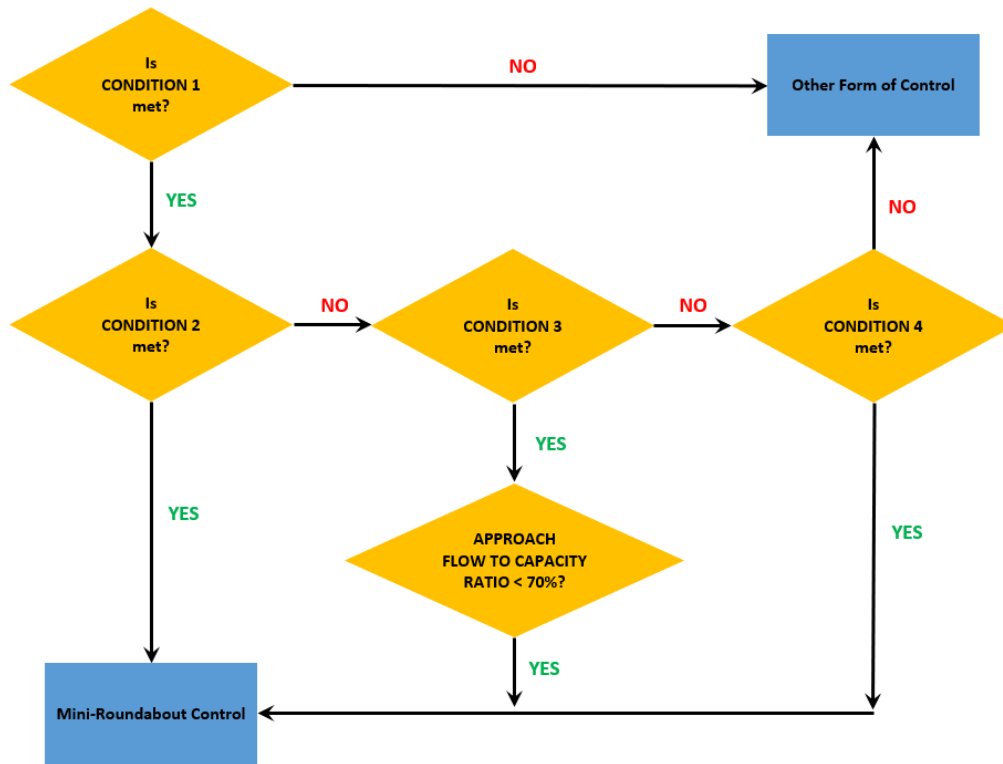 Is
CONDITION 1
met?
NO
Other Form of Control
YES
NO
Is
CONDITION 2
met?
NO
Is
CONDITION 3
met?
NO
Is
CONDITION 4
met?
YES
YES
YES
APPROACH
FLOW TO CAPACITY
RATIO < 70%?
YES
Mini-Roundabout Control